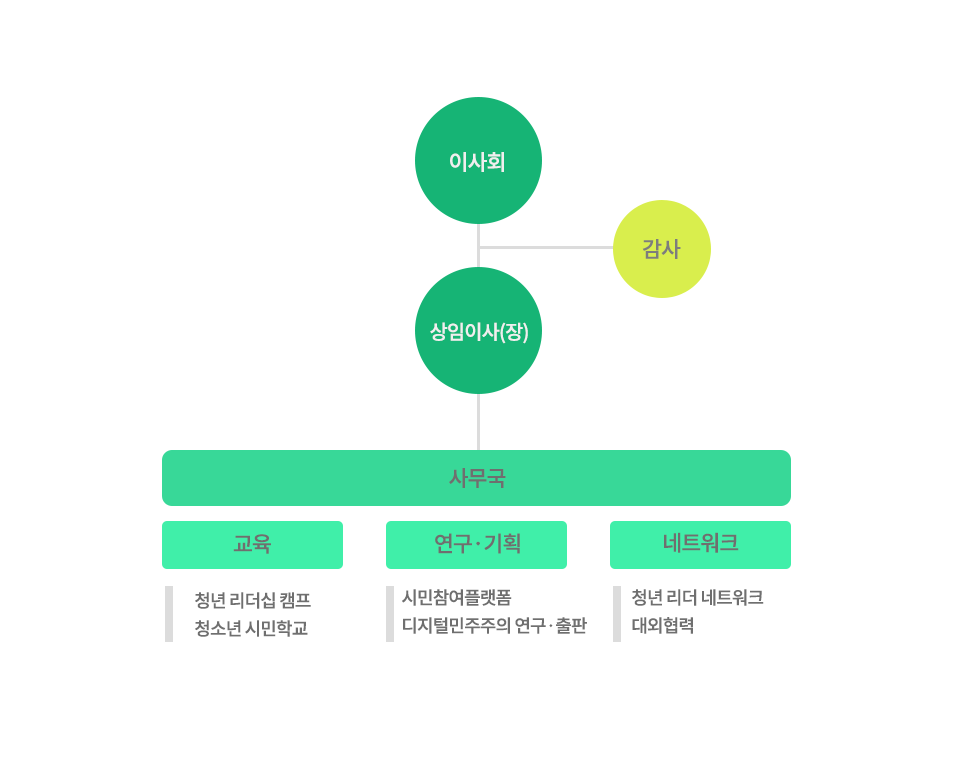 이사회
감사
상임이사(장)
사무국
교육
연구·기획
네트워크
청년 리더십 캠프
청소년 시민학교
시민참여플랫폼
디지털민주주의 연구·출판
청년 리더 네트워크
대외협력